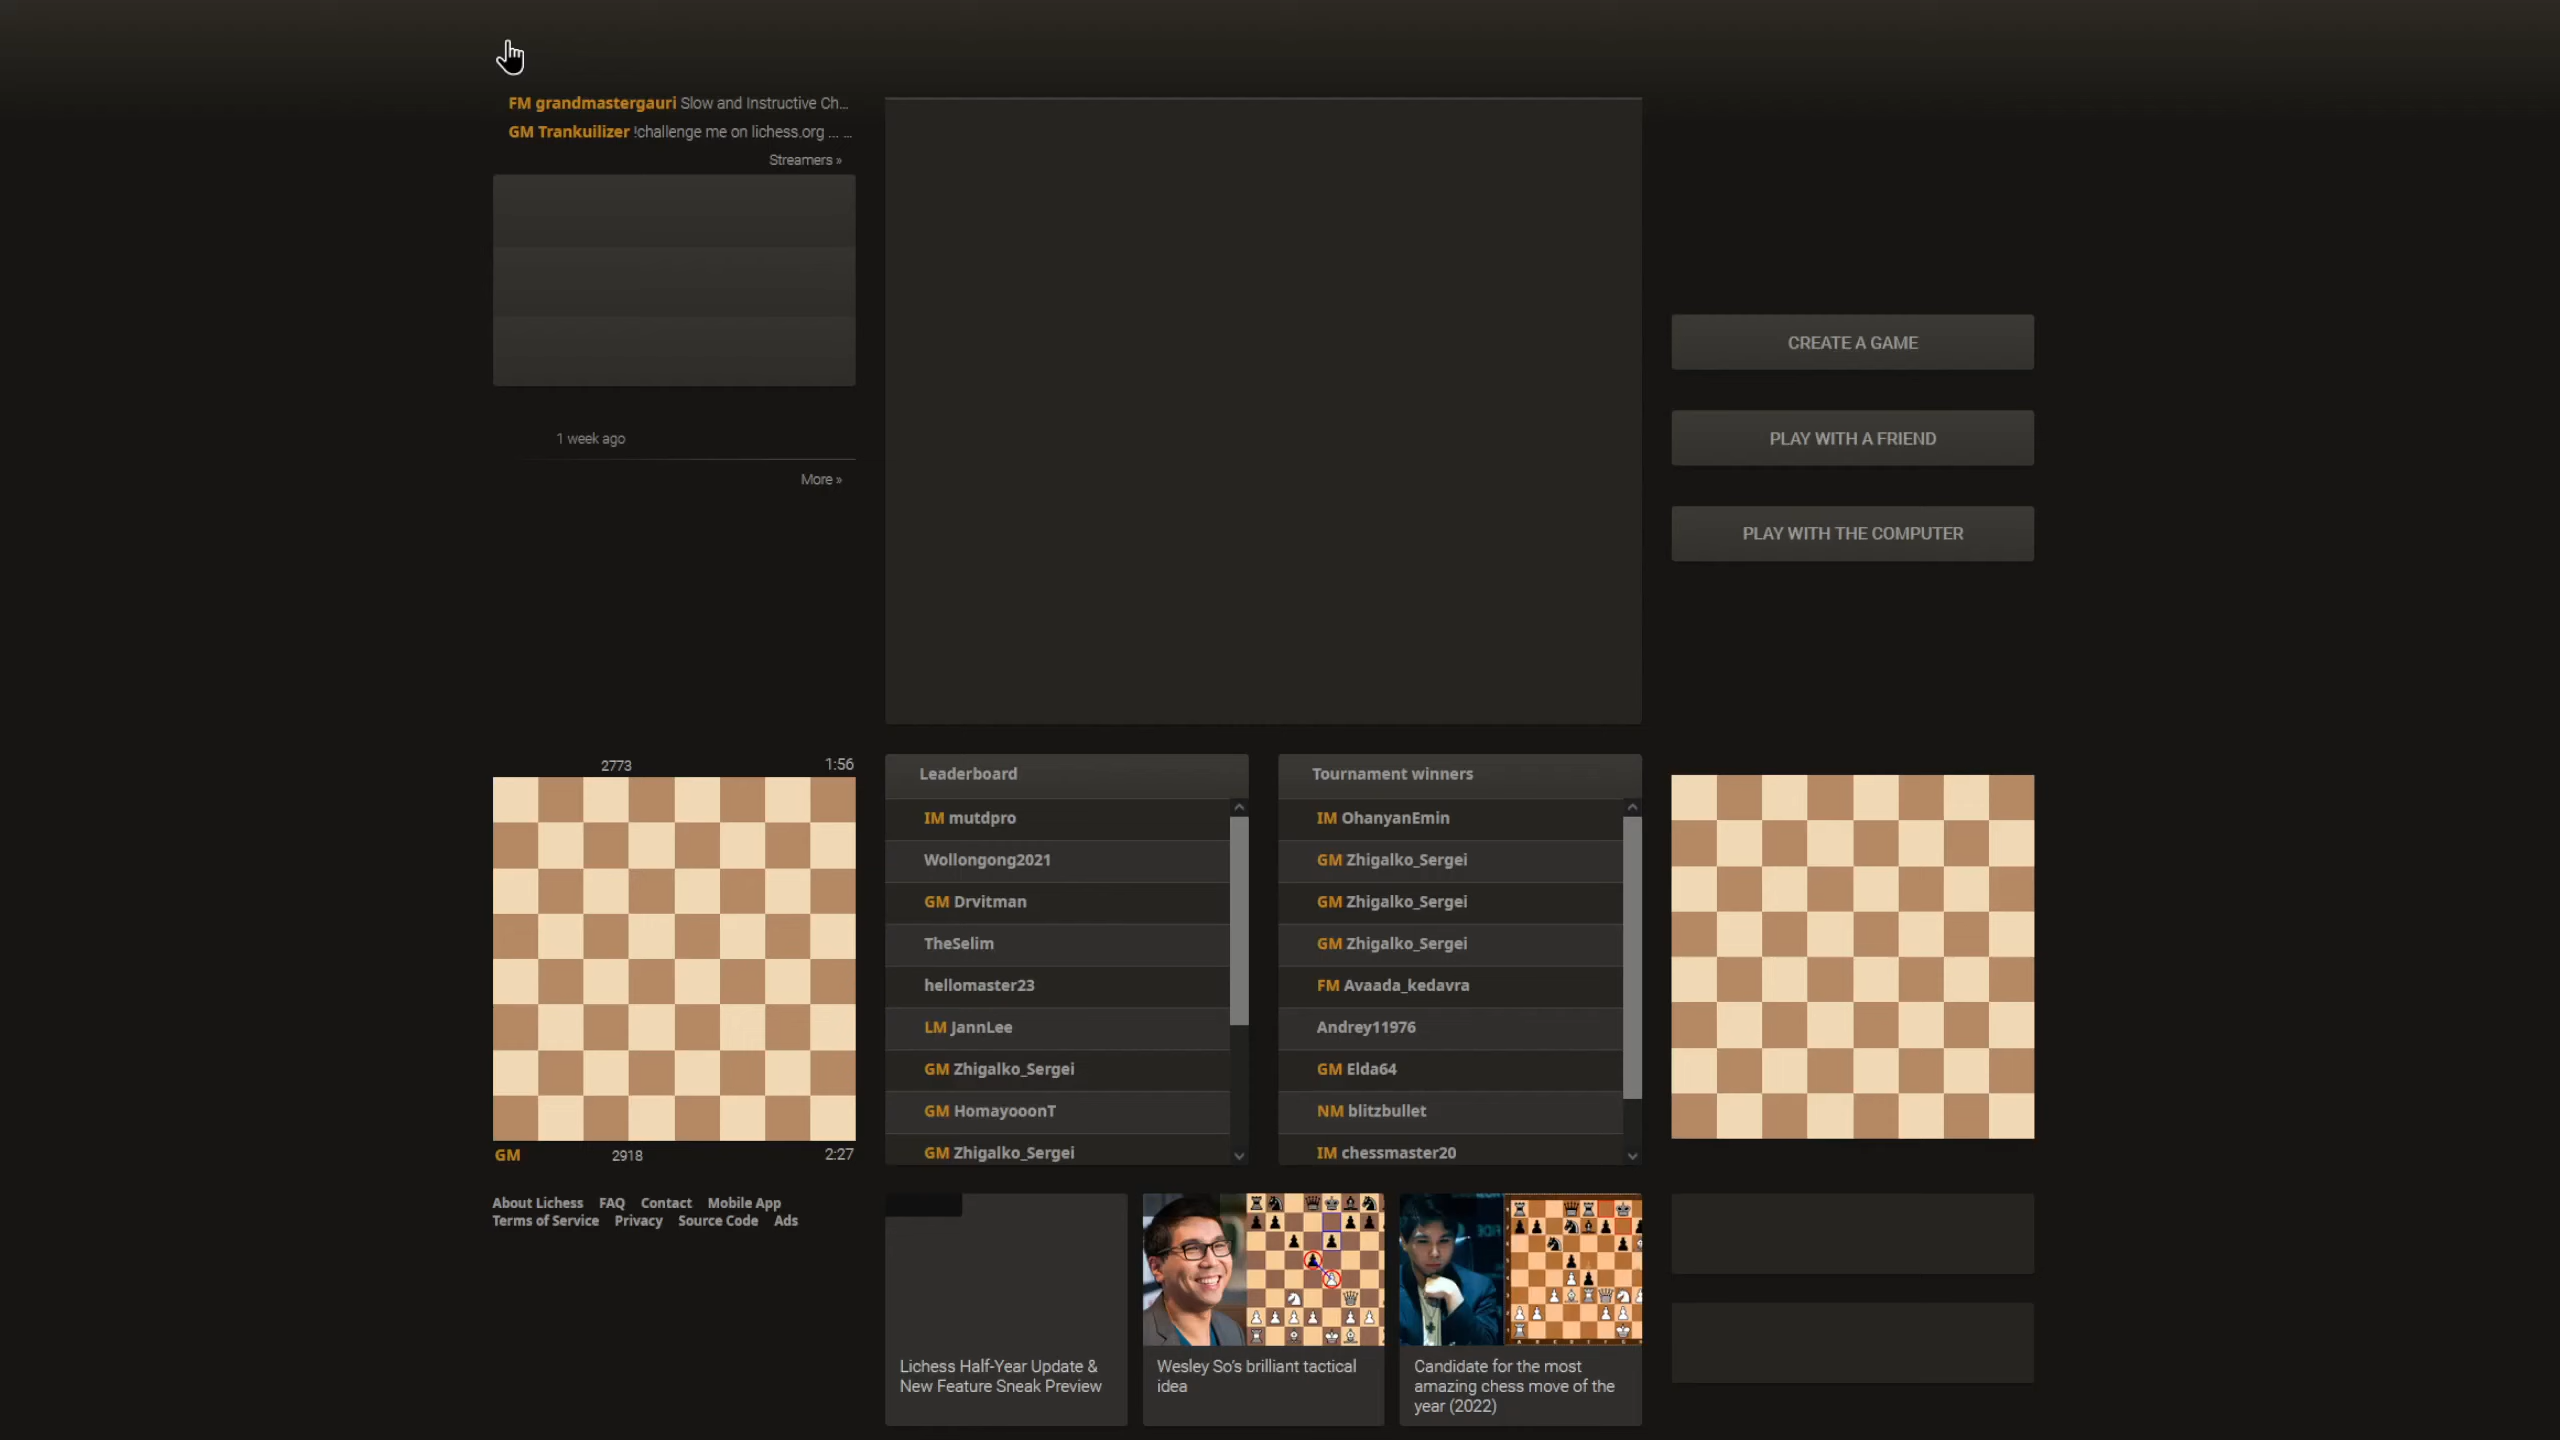 FM grandmastergauri Slow and Instructive Ch...
GM Trankuilizer !challenge me on lichess.org ... ...
Streamers »
1 week ago
More »
CREATE A GAME
PLAY WITH A FRIEND
PLAY WITH THE COMPUTER
2773 1:56
GM 2918 2:27
Leaderboard
IM mutdpro
Wollongong2021
GM Drvitman
TheSelim
hellomaster23
LM JannLee
GM Zhigalko_Sergei
GM HomayooonT
GM Zhigalko_Sergei
Tournament winners
IM OhanyanEmin
GM Zhigalko_Sergei
GM Zhigalko_Sergei
GM Zhigalko_Sergei
FM Avaada_kedavra
Andrey11976
GM Elda64
NM blitzbullet
IM chessmaster20
About Lichess FAQ Contact Mobile App
Terms of Service Privacy Source Code Ads
Lichess Half-Year Update &
New Feature Sneak Preview
Wesley So's brilliant tactical
idea
Candidate for the most
amazing chess move of the
year (2022)